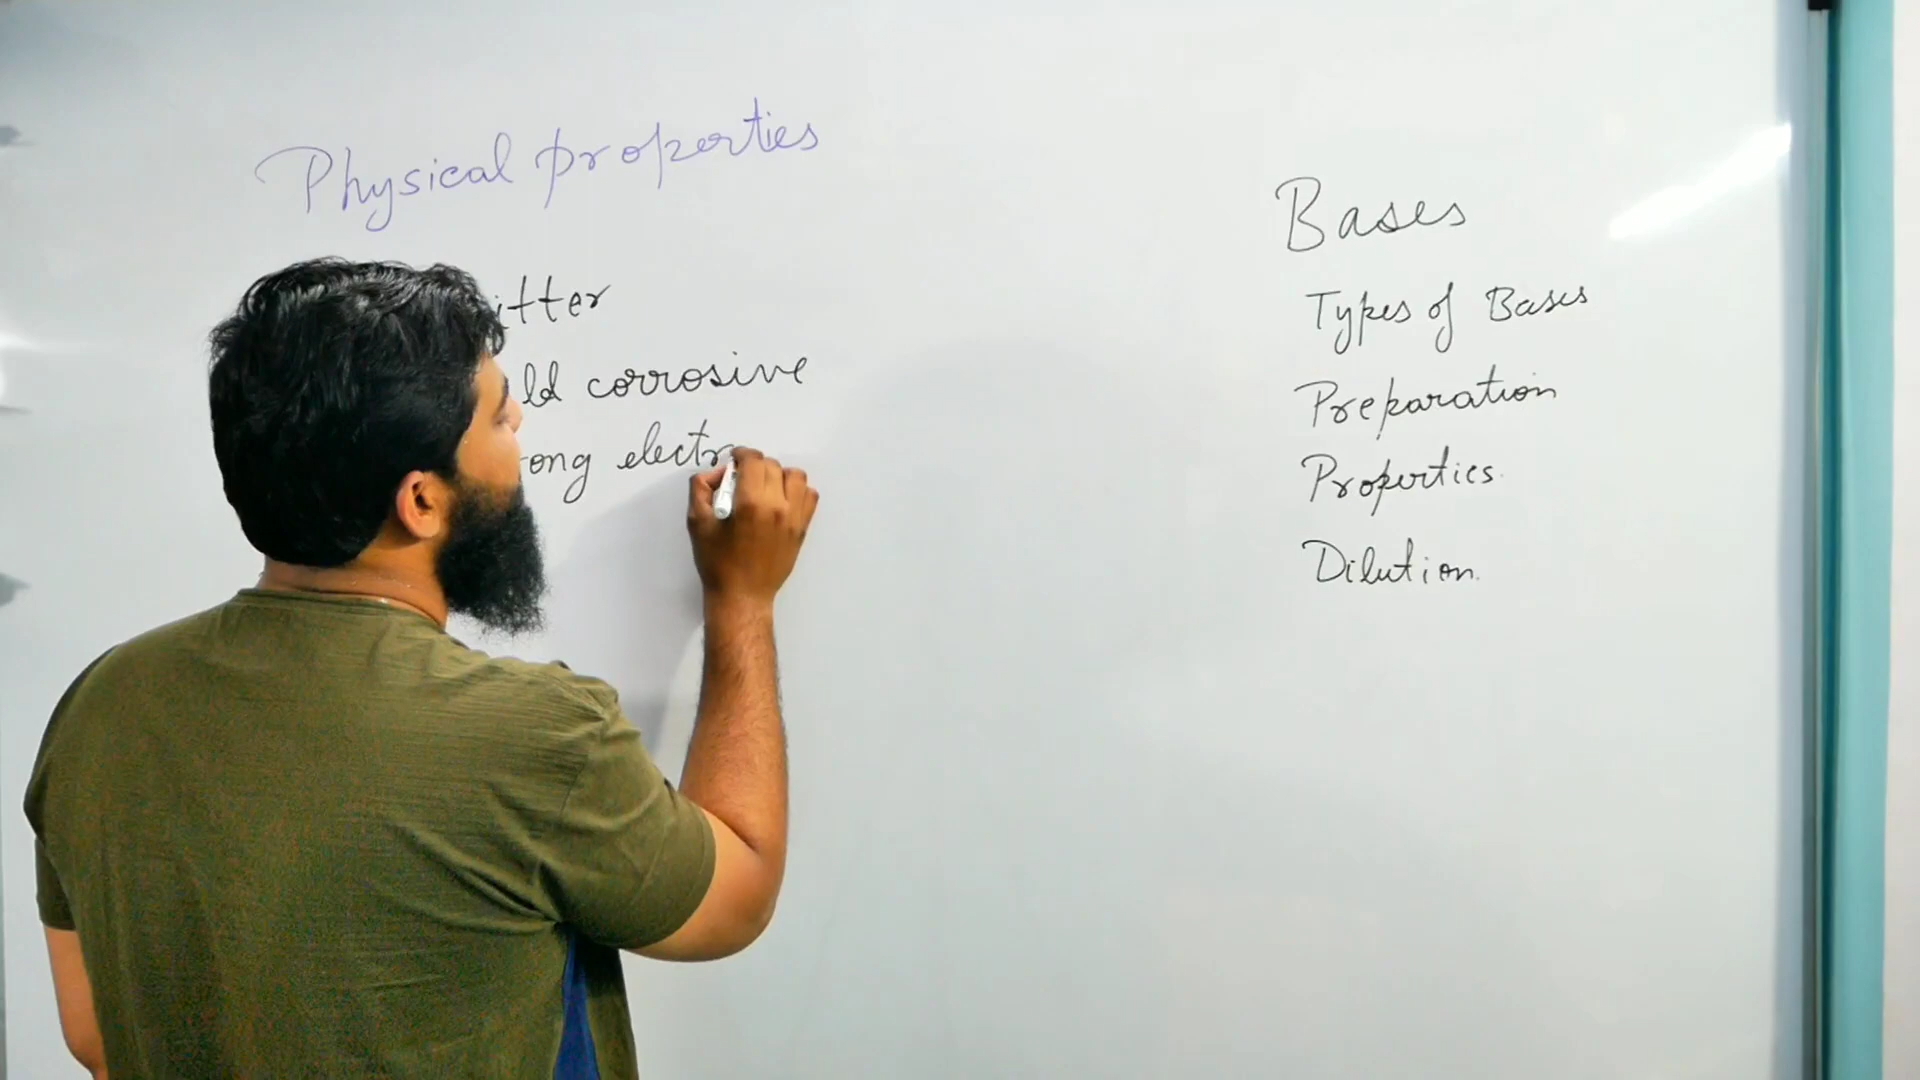 Physical properties
itter
ld corrosive
ong electr
Bases
Types of Bases
Preparation
Properties.
Dilution.